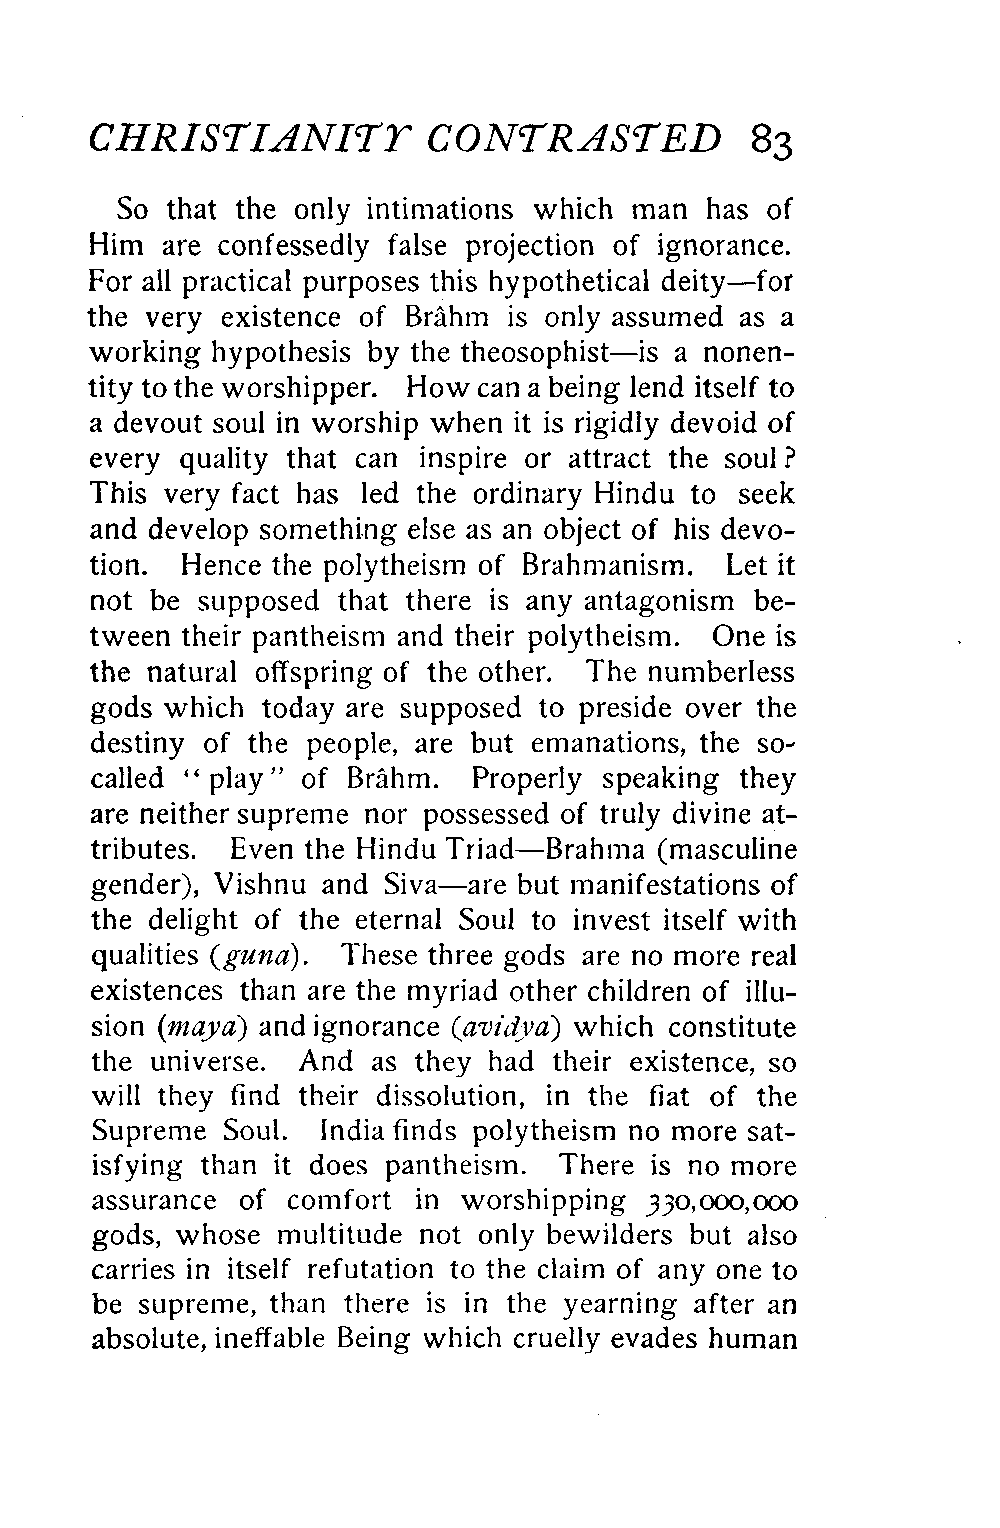 CHRISTIANITY CONTRASTED 83
So that the only intimations which man has of
Him are confessedly false projection of ignorance.
For all practical purposes this hypothetical deity—for
the very existence of Brâhm is only assumed as a
working hypothesis by the theosophist—is a nonen-
tity to the worshipper. How can a being lend itself to
a devout soul in worship when it is rigidly devoid of
every quality that can inspire or attract the soul?
This very fact has led the ordinary Hindu to seek
and develop something else as an object of his devo-
tion. Hence the polytheism of Brahmanism. Let it
not be supposed that there is any antagonism be-
tween their pantheism and their polytheism. One is
the natural offspring of the other. The numberless
gods which today are supposed to preside over the
destiny of the people, are but emanations, the so-
called "play" of Brâhm. Properly speaking they
are neither supreme nor possessed of truly divine at-
tributes. Even the Hindu Triad—Brahma (masculine
gender), Vishnu and Siva—are but manifestations of
the delight of the eternal Soul to invest itself with
qualities (guna). These three gods are no more real
existences than are the myriad other children of illu-
sion (maya) and ignorance (avidya) which constitute
the universe. And as they had their existence, so
will they find their dissolution, in the fiat of the
Supreme Soul. India finds polytheism no more sat-
isfying than it does pantheism. There is no more
assurance of comfort in worshipping 330,000,000
gods, whose multitude not only bewilders but also
carries in itself refutation to the claim of any one to
be supreme, than there is in the yearning after an
absolute, ineffable Being which cruelly evades human